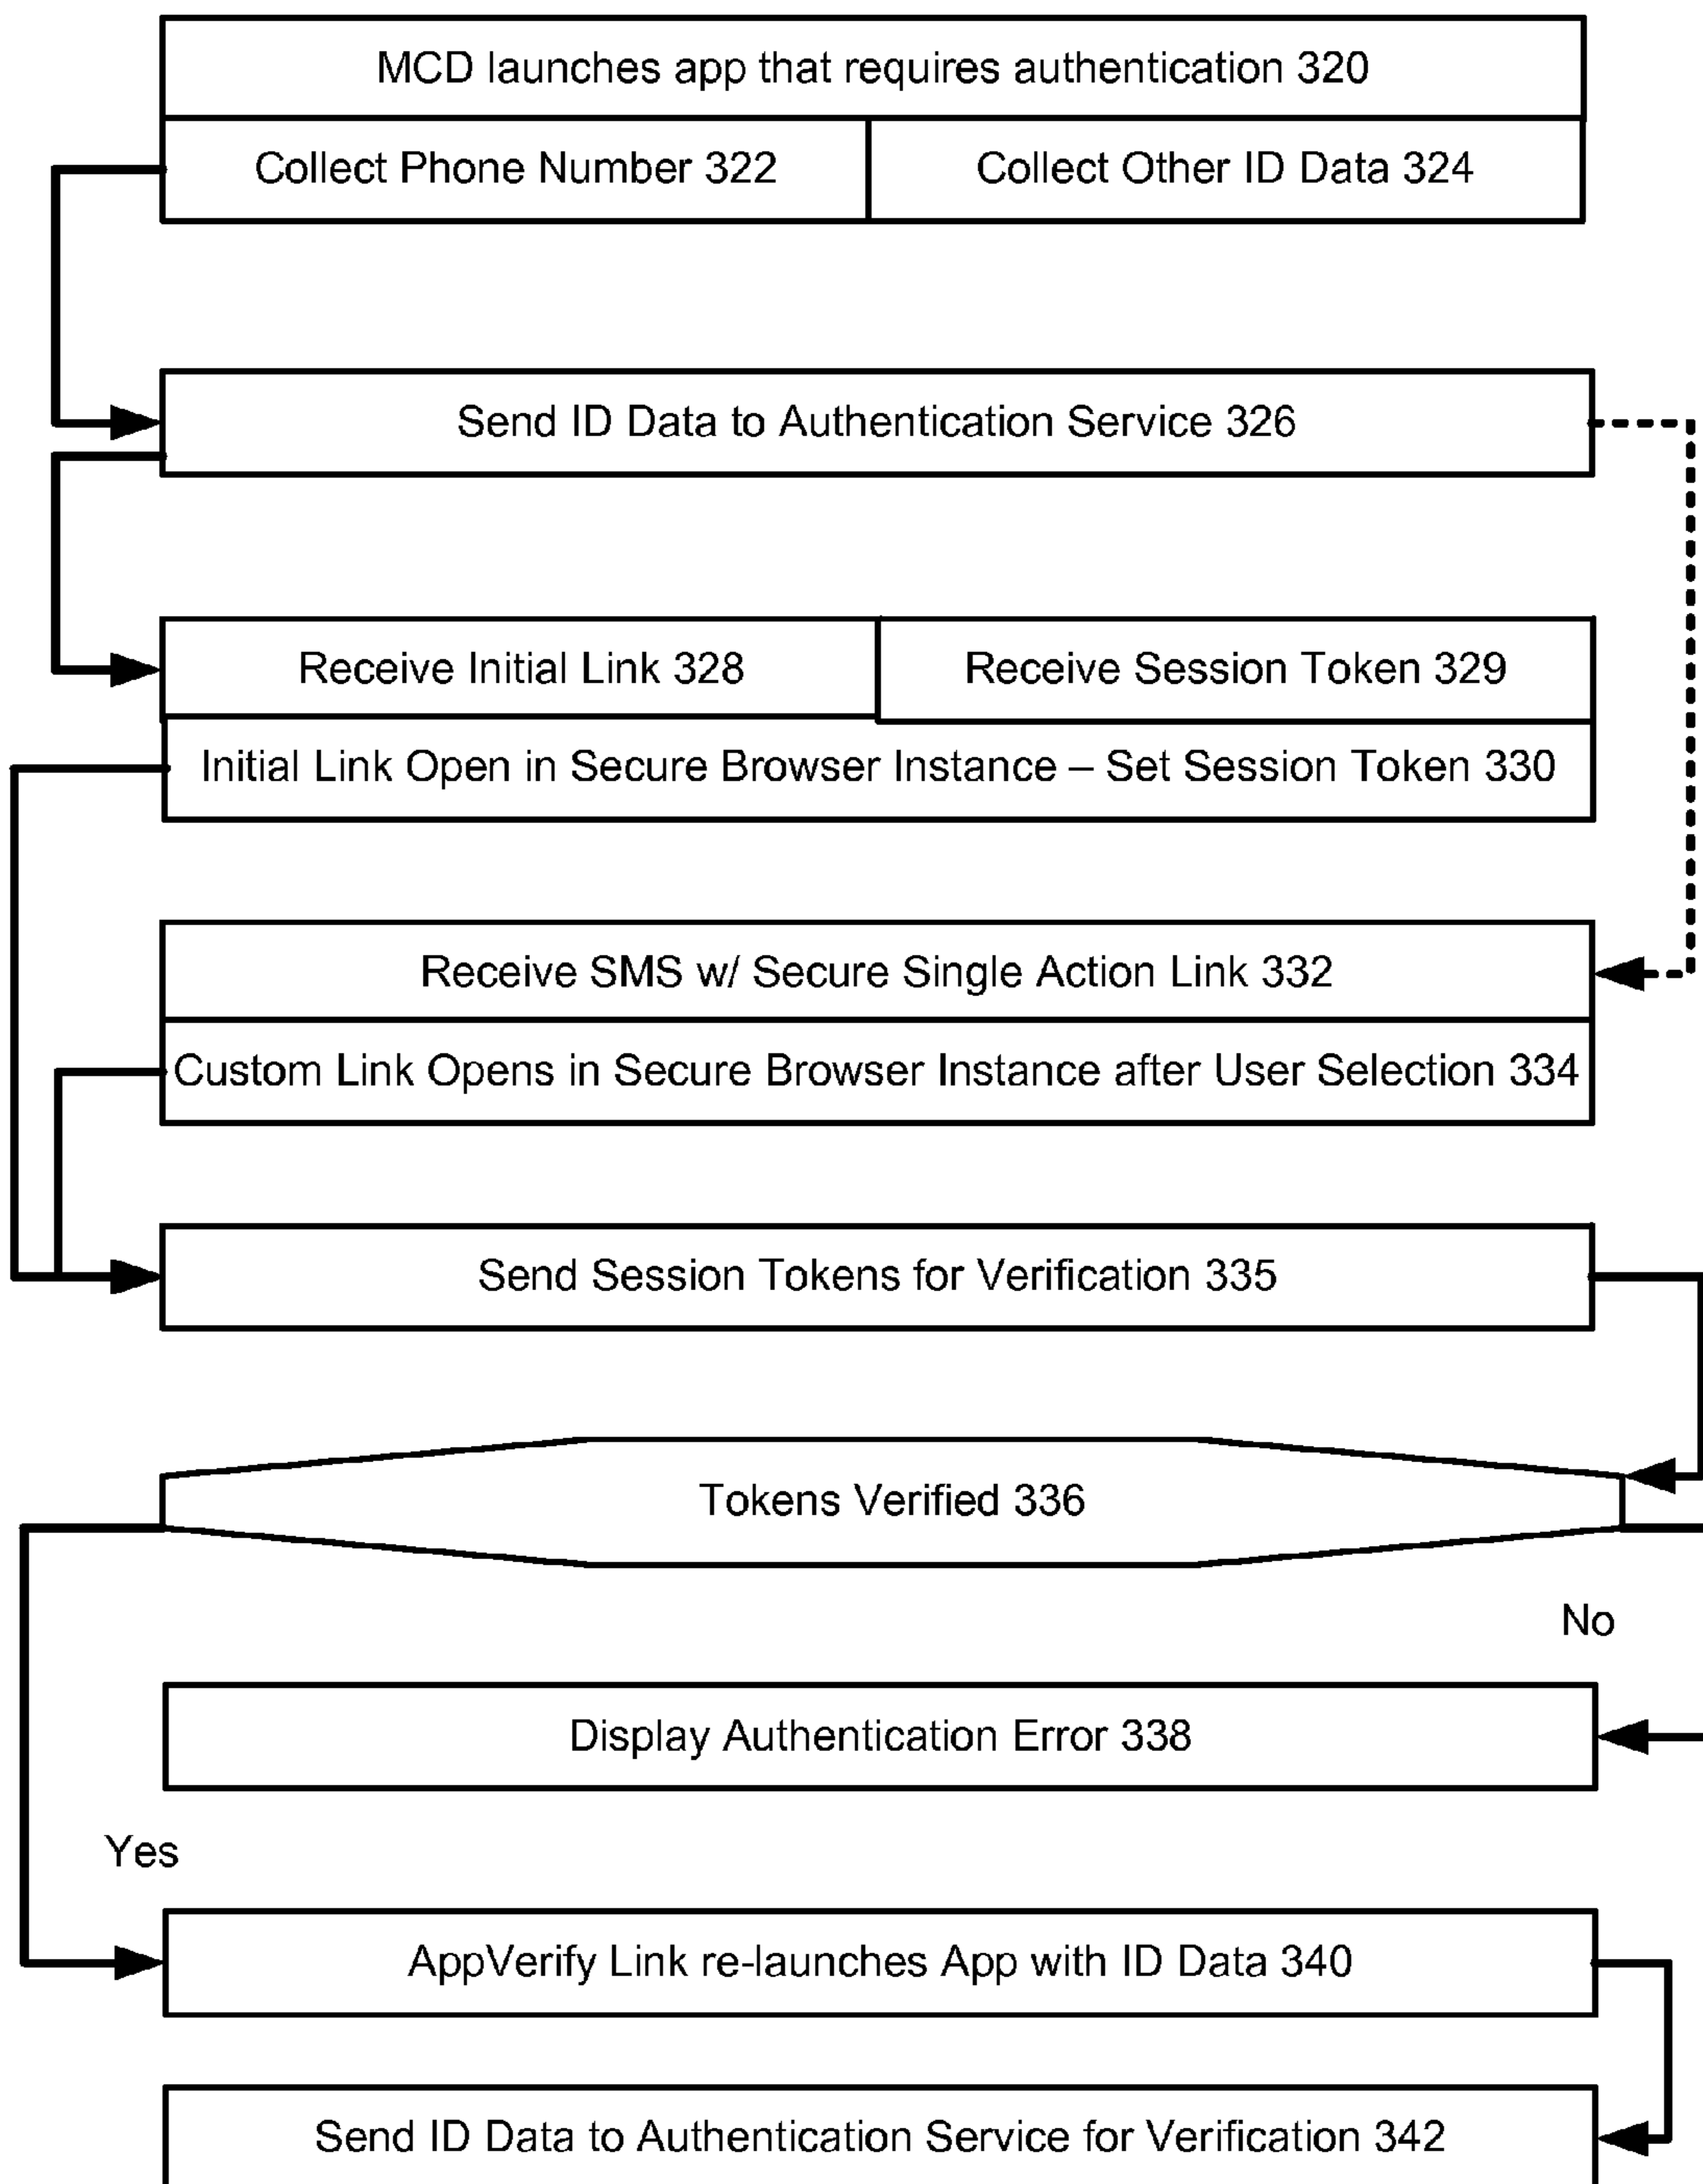 MCD launches app that requires authentication 320
Collect Phone Number 322
Collect Other ID Data 324
Send ID Data to Authentication Service 326
Receive Initial Link 328
Receive Session Token 329
Initial Link Open in Secure Browser Instance – Set Session Token 330
Receive SMS w/ Secure Single Action Link 332
Custom Link Opens in Secure Browser Instance after User Selection 334
Send Session Tokens for Verification 335
Tokens Verified 336
No
Display Authentication Error 338
Yes
AppVerify Link re-launches App with ID Data 340
Send ID Data to Authentication Service for Verification 342